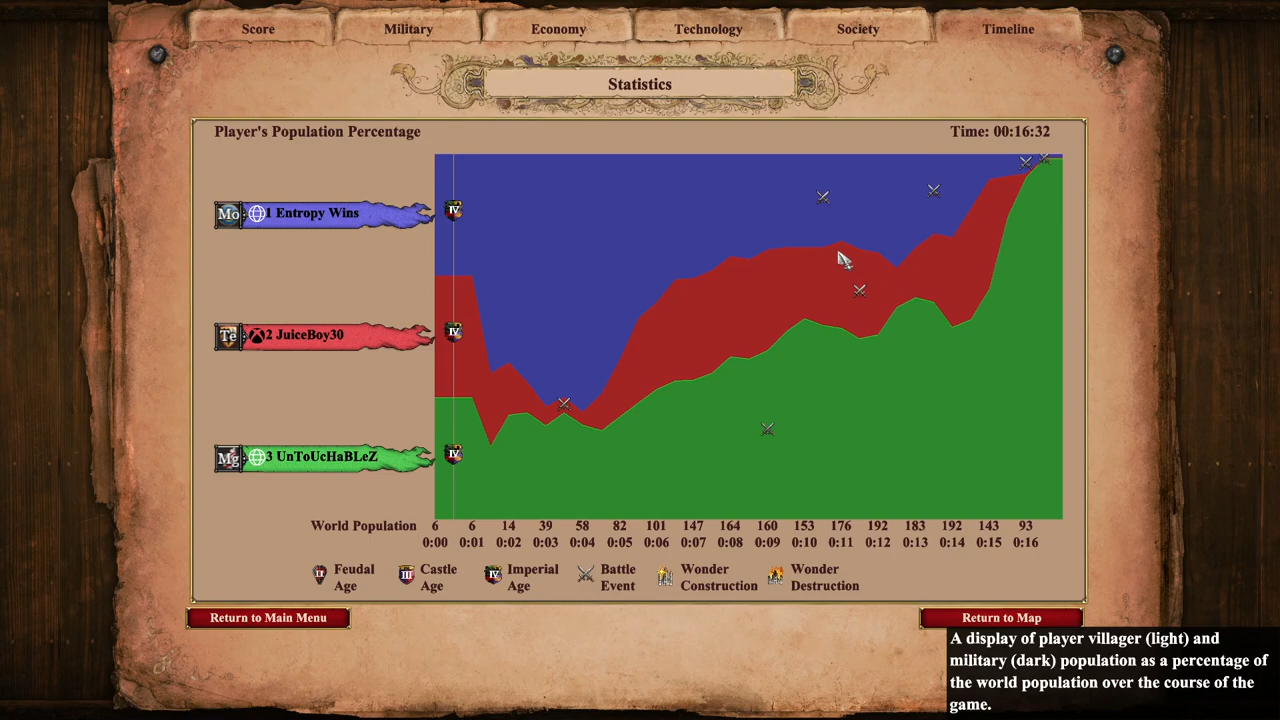 Score Military Economy Technology Society Timeline
Statistics
Player's Population Percentage Time: 00:16:32
Mo 1 Entropy Wins IV
Te 2 JuiceBoy30 IV
Mg 3 UnToUcHaBLeZ IV
World Population 6 6 14 39 58 82 101 147 164 160 153 176 192 183 192 143 93
0:00 0:01 0:02 0:03 0:04 0:05 0:06 0:07 0:08 0:09 0:10 0:11 0:12 0:13 0:14 0:15 0:16
II Feudal Age III Castle Age IV Imperial Age Battle Event Wonder Construction Wonder Destruction
Return to Main Menu Return to Map
A display of player villager (light) and
military (dark) population as a percentage of
the world population over the course of the
game.